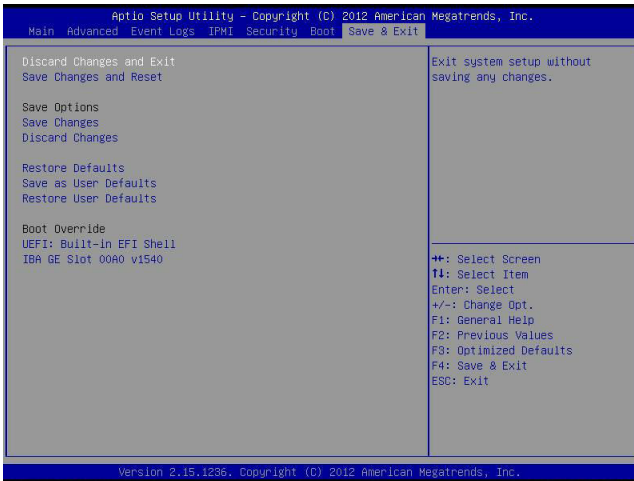 Aptio Setup Utility – Copyright (C) 2012 American Megatrends, Inc.
Main Advanced Event Logs IPMI Security Boot Save & Exit
Discard Changes and Exit
Save Changes and Reset
Save Options
Save Changes
Discard Changes
Restore Defaults
Save as User Defaults
Restore User Defaults
Boot Override
UEFI: Built-in EFI Shell
IBA GE Slot 00A0 v1540
Exit system setup without
saving any changes.
→←: Select Screen
↑↓: Select Item
Enter: Select
+/-: Change Opt.
F1: General Help
F2: Previous Values
F3: Optimized Defaults
F4: Save & Exit
ESC: Exit
Version 2.15.1236. Copyright (C) 2012 American Megatrends, Inc.